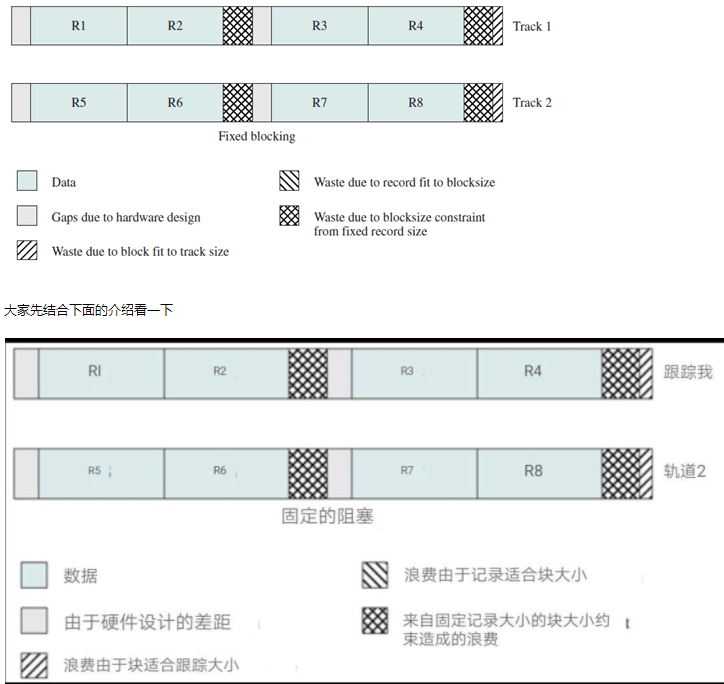 R1 R2 R3 R4 Track 1
R5 R6 R7 R8 Track 2
Fixed blocking
Data
Waste due to record fit to blocksize
Gaps due to hardware design
Waste due to blocksize constraint
from fixed record size
Waste due to block fit to track size
大家先结合下面的介绍看一下
RI R2 R3 R4 跟踪我
R5 R6 R7 R8 轨道2
固定的阻塞
数据
浪费由于记录适合块大小
由于硬件设计的差距
来自固定记录大小的块大小约
束造成的浪费
t
浪费由于块适合跟踪大小